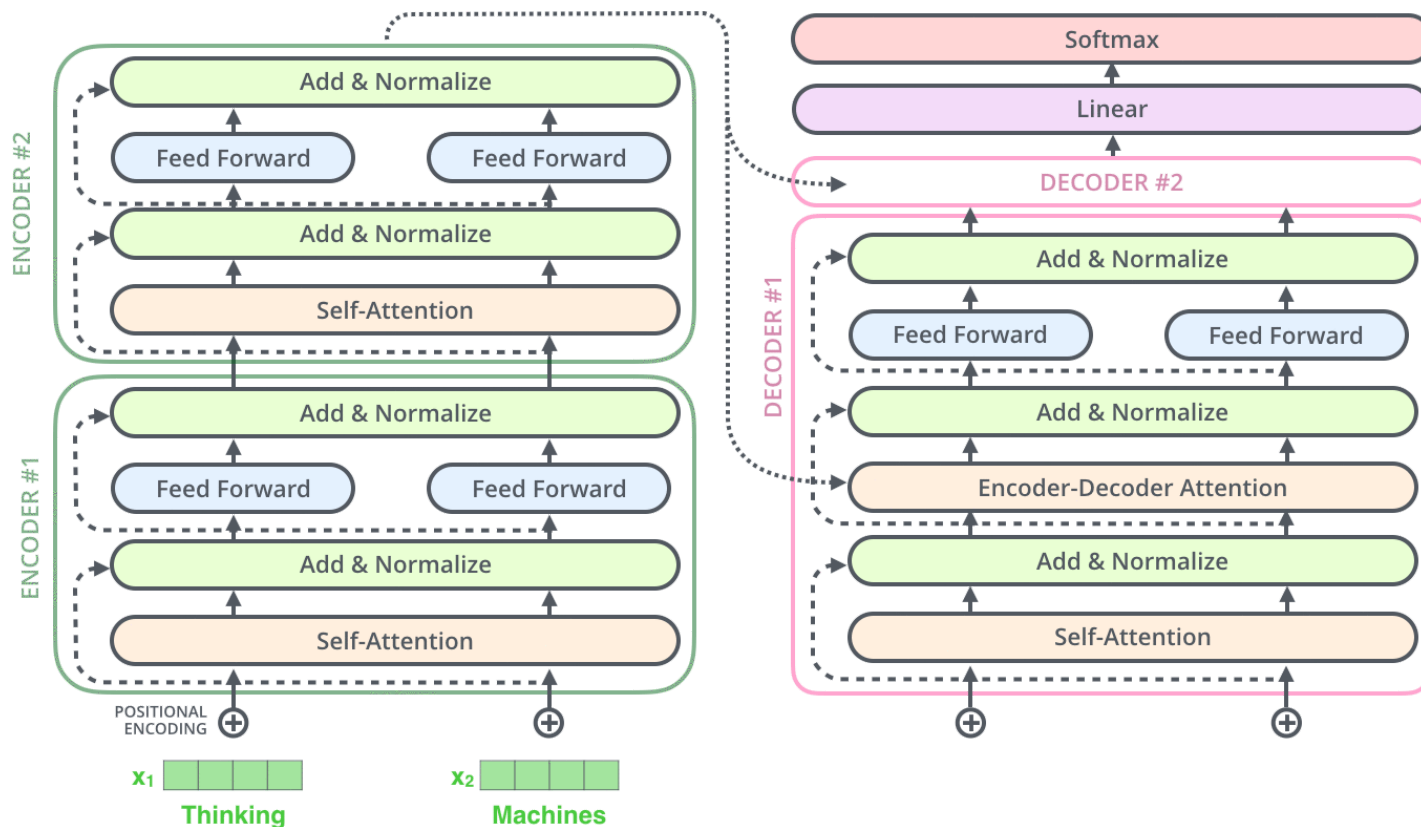 ENCODER #2
Add & Normalize
Feed Forward
Feed Forward
Add & Normalize
Self-Attention
ENCODER #1
Add & Normalize
Feed Forward
Feed Forward
Add & Normalize
Self-Attention
POSITIONAL
ENCODING
x₁
x₂
Thinking
Machines
Softmax
Linear
DECODER #2
DECODER #1
Add & Normalize
Feed Forward
Feed Forward
Add & Normalize
Encoder-Decoder Attention
Add & Normalize
Self-Attention